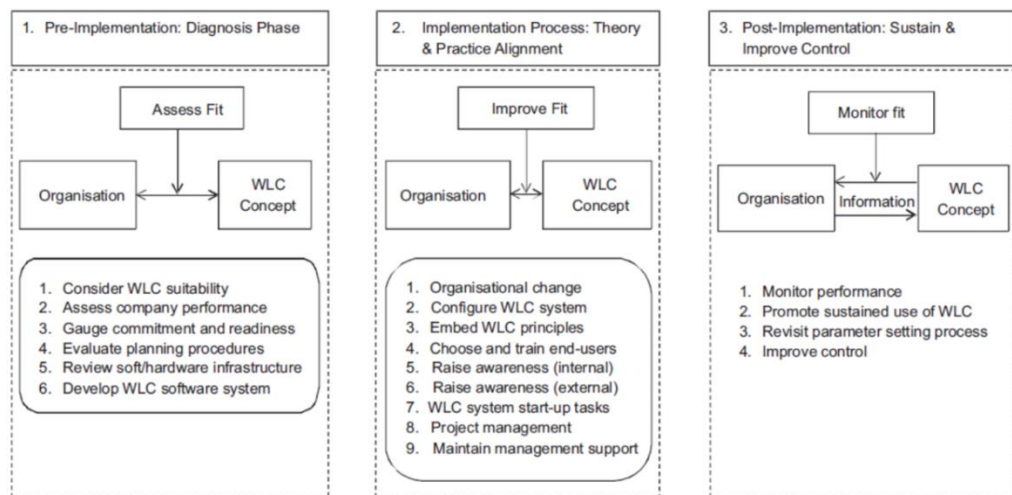 1. Pre-Implementation: Diagnosis Phase
Assess Fit
Organisation
WLC
Concept
1. Consider WLC suitability
2. Assess company performance
3. Gauge commitment and readiness
4. Evaluate planning procedures
5. Review soft/hardware infrastructure
6. Develop WLC software system
2. Implementation Process: Theory
& Practice Alignment
Improve Fit
Organisation
WLC
Concept
1. Organisational change
2. Configure WLC system
3. Embed WLC principles
4. Choose and train end-users
5. Raise awareness (internal)
6. Raise awareness (external)
7. WLC system start-up tasks
8. Project management
9. Maintain management support
3. Post-Implementation: Sustain &
Improve Control
Monitor fit
Organisation
Information
WLC
Concept
1. Monitor performance
2. Promote sustained use of WLC
3. Revisit parameter setting process
4. Improve control